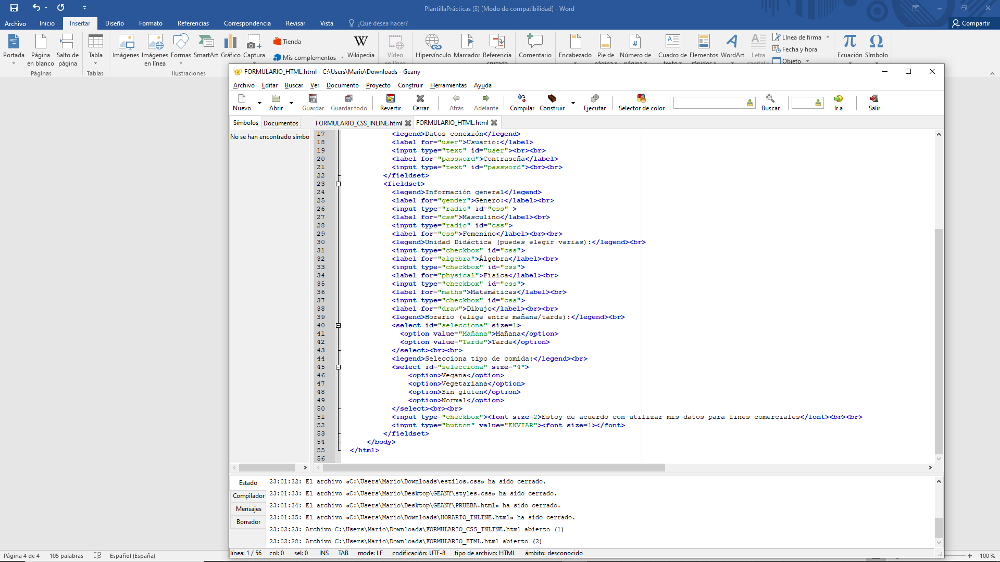 PlantillaPrácticas (3) [Modo de compatibilidad] - Word
Archivo Inicio Insertar Diseño Formato Referencias Correspondencia Revisar Vista ¿Qué desea hacer? Compartir
Portada Página en blanco Salto de página
Tabla
Imágenes Imágenes en línea Formas SmartArt Gráfico Captura
Tienda
Mis complementos
Wikipedia
Vídeo
Hipervínculo Marcador Referencia
Comentario
Encabezado Pie de Número de
Cuadro de Elementos WordArt Letra
Línea de firma
Fecha y hora
Objeto
Ecuación Símbolo
Páginas Tablas Ilustraciones
FORMULARIO_HTML.html - C:\Users\Mario\Downloads - Geany
Archivo Editar Buscar Ver Documento Proyecto Construir Herramientas Ayuda
Nuevo Abrir Guardar Guardar todo Revertir Cerrar Atrás Adelante Compilar Construir Ejecutar Selector de color Buscar Ir a Salir
Símbolos Documentos FORMULARIO_CSS_INLINE.html FORMULARIO_HTML.html
No se han encontrado símbo
17 <legend>Datos conexión</legend>
18 <label for="user">Usuario:</label>
19 <input type="text" id="user"><br><br>
20 <label for="password">Contraseña</label>
21 <input type="text" id="password"><br><br>
22 </fieldset>
23 <fieldset>
24 <legend>Información general</legend>
25 <label for="gender">Género:</label><br>
26 <input type="radio" id="css" >
27 <label for="css">Masculino</label><br>
28 <input type="radio" id="css">
29 <label for="css">Femenino</label><br><br>
30 <legend>Unidad Didáctica (puedes elegir varias):</legend><br>
31 <input type="checkbox" id="css">
32 <label for="algebra">Álgebra</label><br>
33 <input type="checkbox" id="css">
34 <label for="physical">Física</label><br>
35 <input type="checkbox" id="css">
36 <label for="maths">Matemáticas</label><br>
37 <input type="checkbox" id="css">
38 <label for="draw">Dibujo</label><br><br>
39 <legend>Horario (elige entre mañana/tarde):</legend><br>
40 <select id="selecciona" size=1>
41 <option value="Mañana">Mañana</option>
42 <option value="Tarde">Tarde</option>
43 </select><br><br>
44 <legend>Selecciona tipo de comida:</legend><br>
45 <select id="selecciona" size="4">
46 <option>Vegana</option>
47 <option>Vegetariana</option>
48 <option>Sin gluten</option>
49 <option>Normal</option>
50 </select><br><br>
51 <input type="checkbox"><font size=2>Estoy de acuerdo con utilizar mis datos para fines comerciales</font><br><br>
52 <input type="button" value="ENVIAR"><font size=1></font>
53 </fieldset>
54 </body>
55 </html>
56
Estado
Compilador
Mensajes
Borrador
23:01:32: El archivo «C:\Users\Mario\Downloads\estilos.css» ha sido cerrado.
23:01:33: El archivo «C:\Users\Mario\Desktop\GEANY\styles.css» ha sido cerrado.
23:01:34: El archivo «C:\Users\Mario\Desktop\GEANY\PRUEBA.html» ha sido cerrado.
23:01:35: El archivo «C:\Users\Mario\Downloads\HORARIO_INLINE.html» ha sido cerrado.
23:02:23: Archivo C:\Users\Mario\Downloads\FORMULARIO_CSS_INLINE.html abierto (1)
23:02:28: Archivo C:\Users\Mario\Downloads\FORMULARIO_HTML.html abierto (2)
línea: 1 / 56 col: 0 sel: 0 INS TAB mode: LF codificación: UTF-8 tipo de archivo: HTML ámbito: desconocido
Página 4 de 4 105 palabras Español (España) 100 %